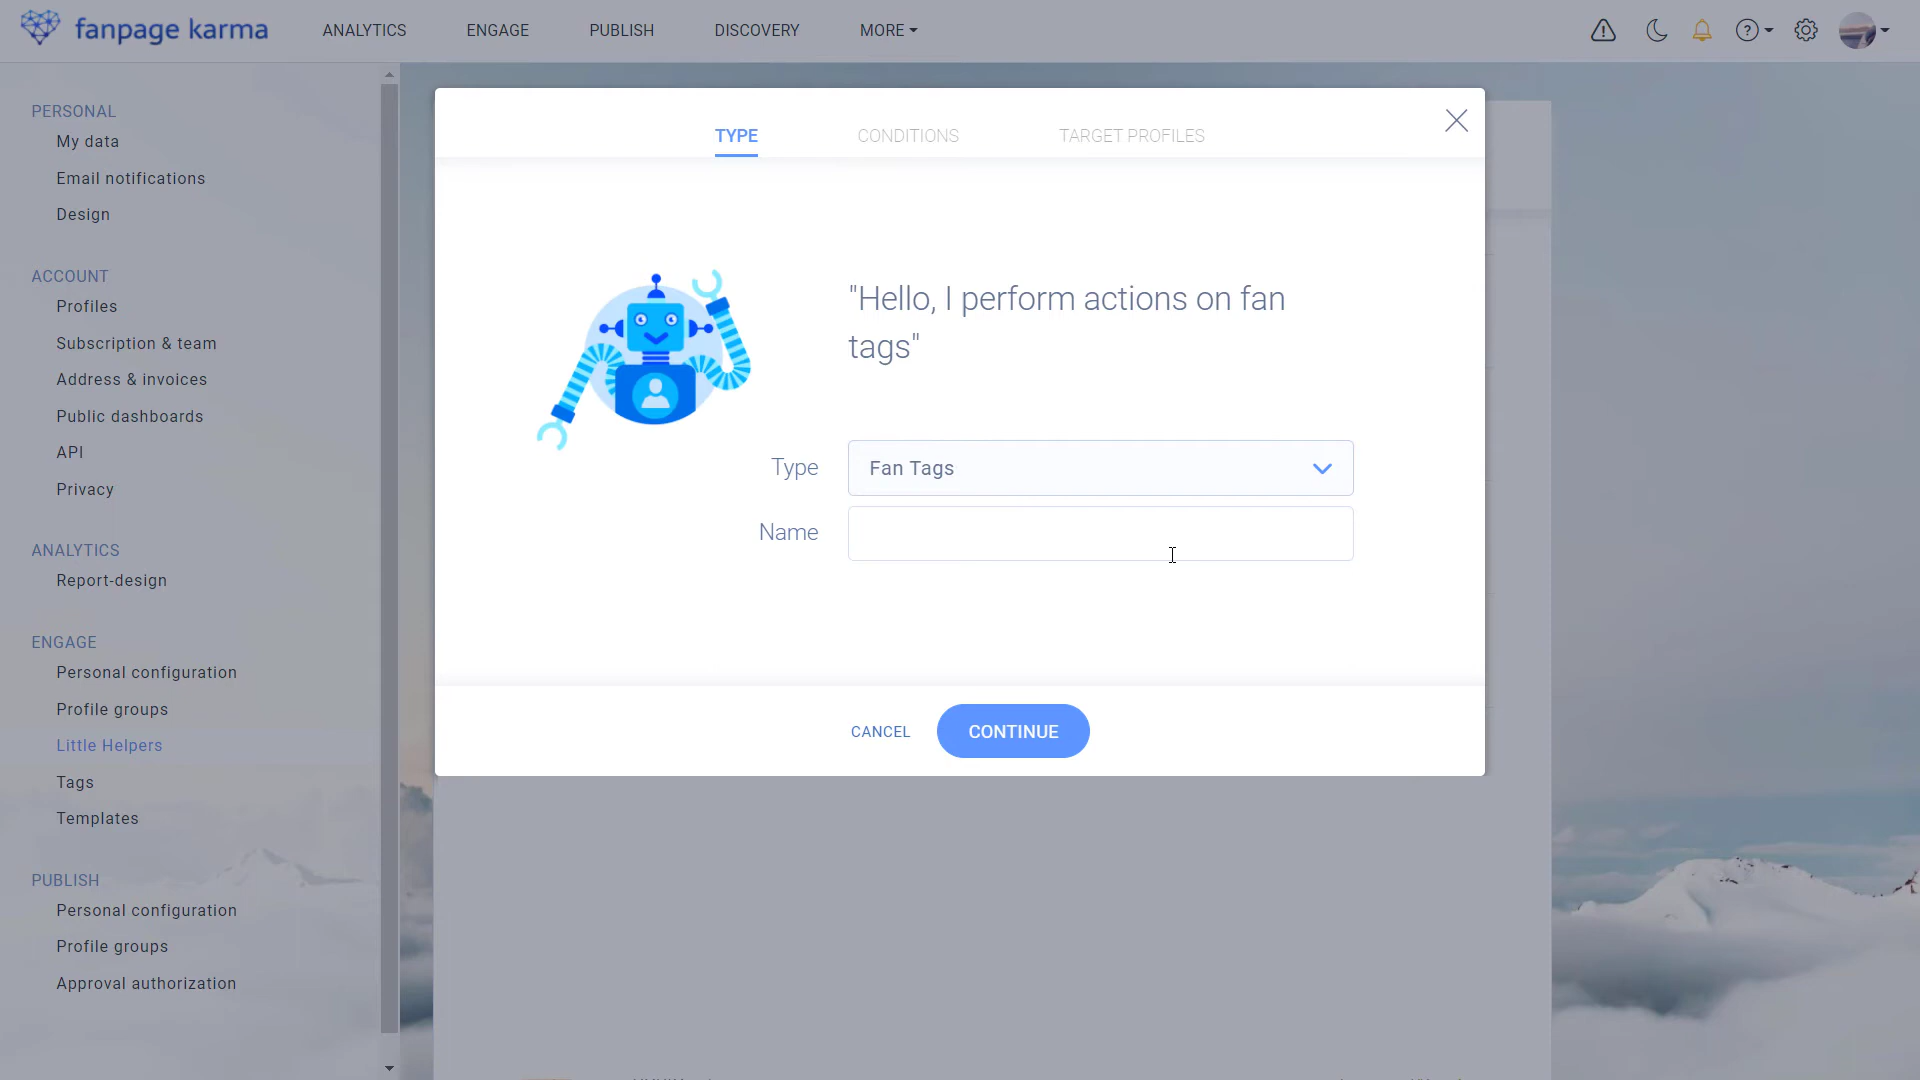 fanpage karma
ANALYTICS
ENGAGE
PUBLISH
DISCOVERY
MORE
PERSONAL
My data
Email notifications
Design
ACCOUNT
Profiles
Subscription & team
Address & invoices
Public dashboards
API
Privacy
ANALYTICS
Report-design
ENGAGE
Personal configuration
Profile groups
Little Helpers
Tags
Templates
PUBLISH
Personal configuration
Profile groups
Approval authorization
TYPE
CONDITIONS
TARGET PROFILES
"Hello, I perform actions on fan
tags"
Type
Fan Tags
Name
CANCEL
CONTINUE